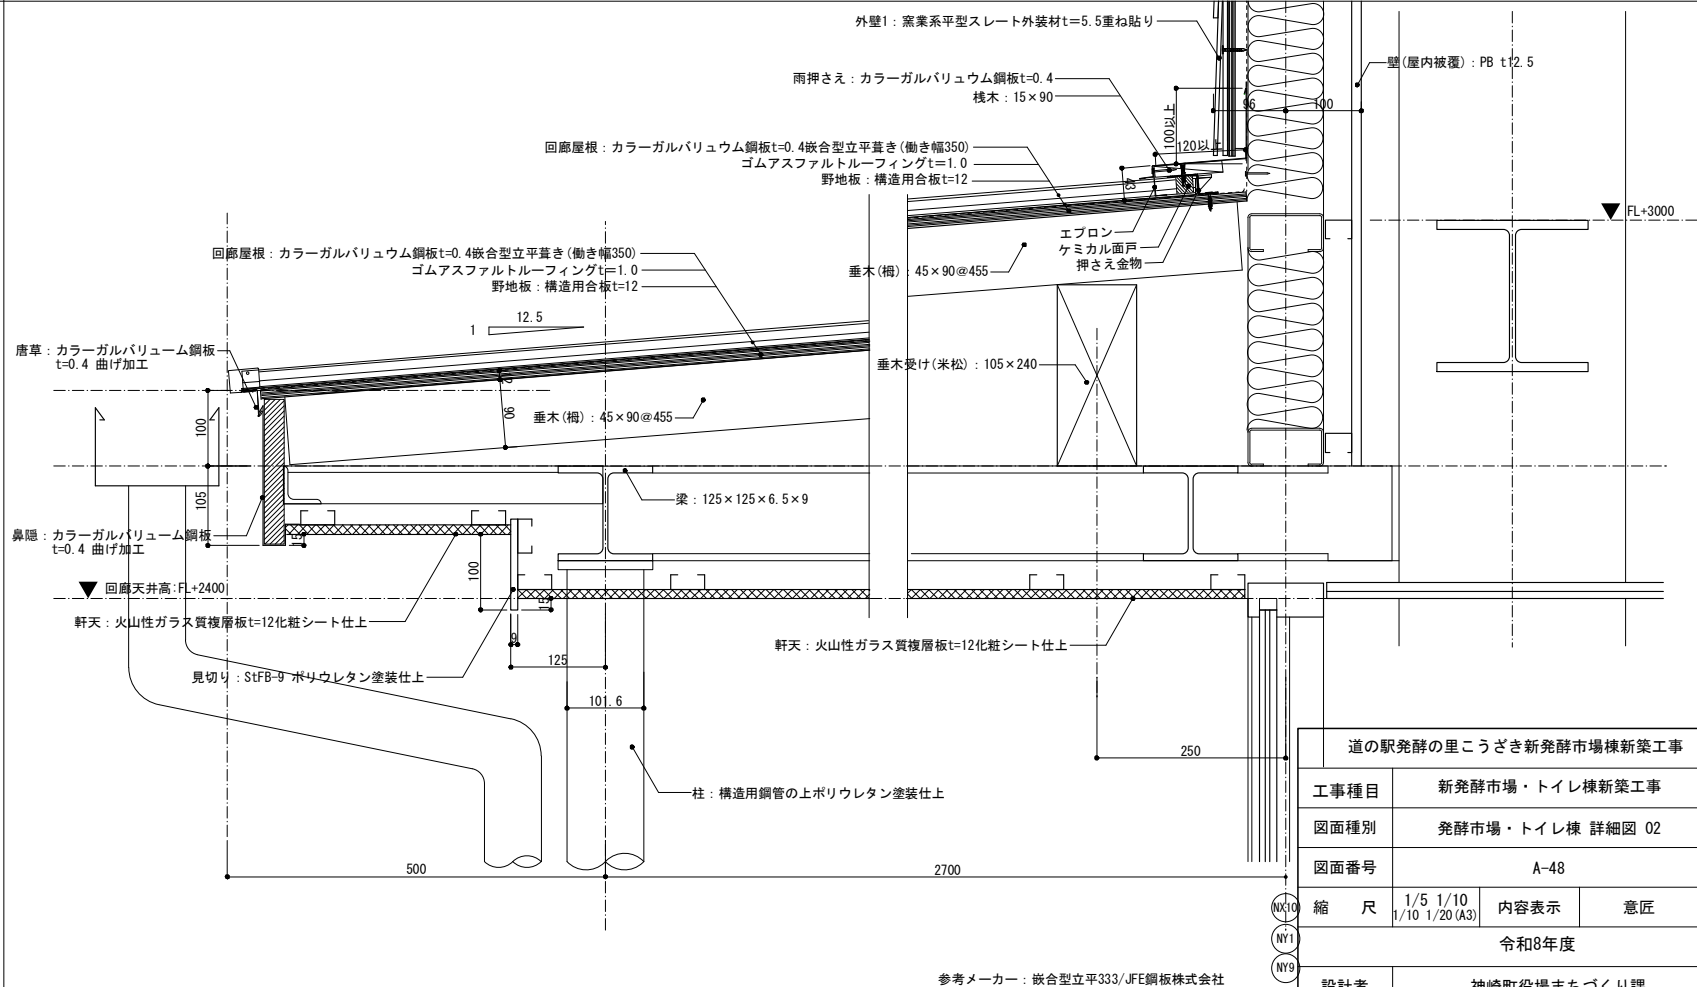 外壁1：窯業系平型スレート外装材t＝5.5重ね貼り
壁(屋内被覆)：PB t12.5
雨押さえ：カラーガルバリュウム鋼板t=0.4
桟木：15×90
96
100
100以上
120以上
43
回廊屋根：カラーガルバリュウム鋼板t=0.4嵌合型立平葺き(働き幅350)
ゴムアスファルトルーフィングt＝1.0
野地板：構造用合板t=12
FL+3000
エプロン
ケミカル面戸
押さえ金物
垂木(栂)：45×90@455
回廊屋根：カラーガルバリュウム鋼板t=0.4嵌合型立平葺き(働き幅350)
ゴムアスファルトルーフィングt＝1.0
野地板：構造用合板t=12
12.5
1
唐草：カラーガルバリューム鋼板
t=0.4 曲げ加工
垂木受け(米松)：105×240
90
垂木(栂)：45×90@455
100
105
梁：125×125×6.5×9
鼻隠：カラーガルバリューム鋼板
t=0.4 曲げ加工
15
100
15
回廊天井高:FL+2400
軒天：火山性ガラス質複層板t=12化粧シート仕上
軒天：火山性ガラス質複層板t=12化粧シート仕上
9
125
見切り：StFB-9 ポリウレタン塗装仕上
101.6
250
柱：構造用鋼管の上ポリウレタン塗装仕上
500
2700
NX10
NY1
NY9
道の駅発酵の里こうざき新発酵市場棟新築工事
工事種目 新発酵市場・トイレ棟新築工事
図面種別 発酵市場・トイレ棟 詳細図 02
図面番号 A-48
縮 尺 1/5 1/10 1/10 1/20(A3) 内容表示 意匠
令和8年度
設計者 神崎町役場まちづくり課
参考メーカー：嵌合型立平333/JFE鋼板株式会社